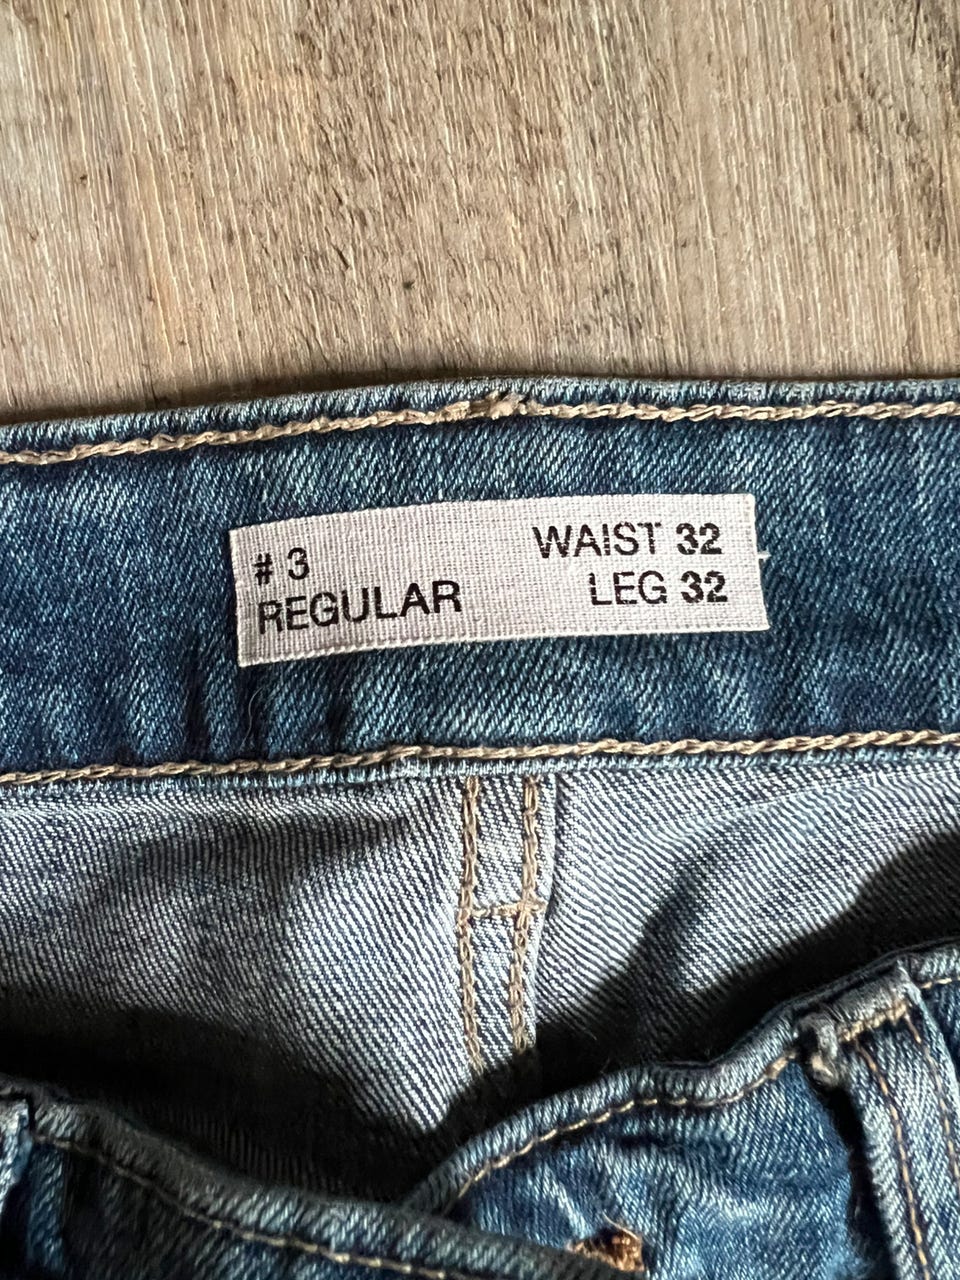 # 3
REGULAR
WAIST 32
LEG 32